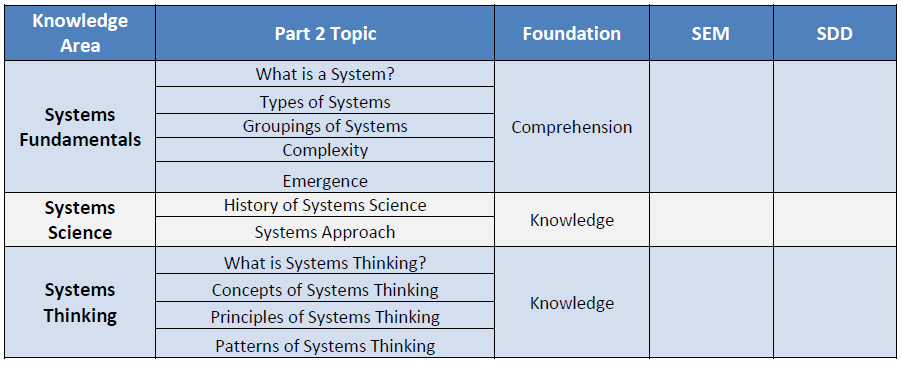 Knowledge Area
Part 2 Topic
Foundation
SEM
SDD
Systems Fundamentals
What is a System?
Types of Systems
Groupings of Systems
Complexity
Emergence
Comprehension
Systems Science
History of Systems Science
Systems Approach
Knowledge
Systems Thinking
What is Systems Thinking?
Concepts of Systems Thinking
Principles of Systems Thinking
Patterns of Systems Thinking
Knowledge